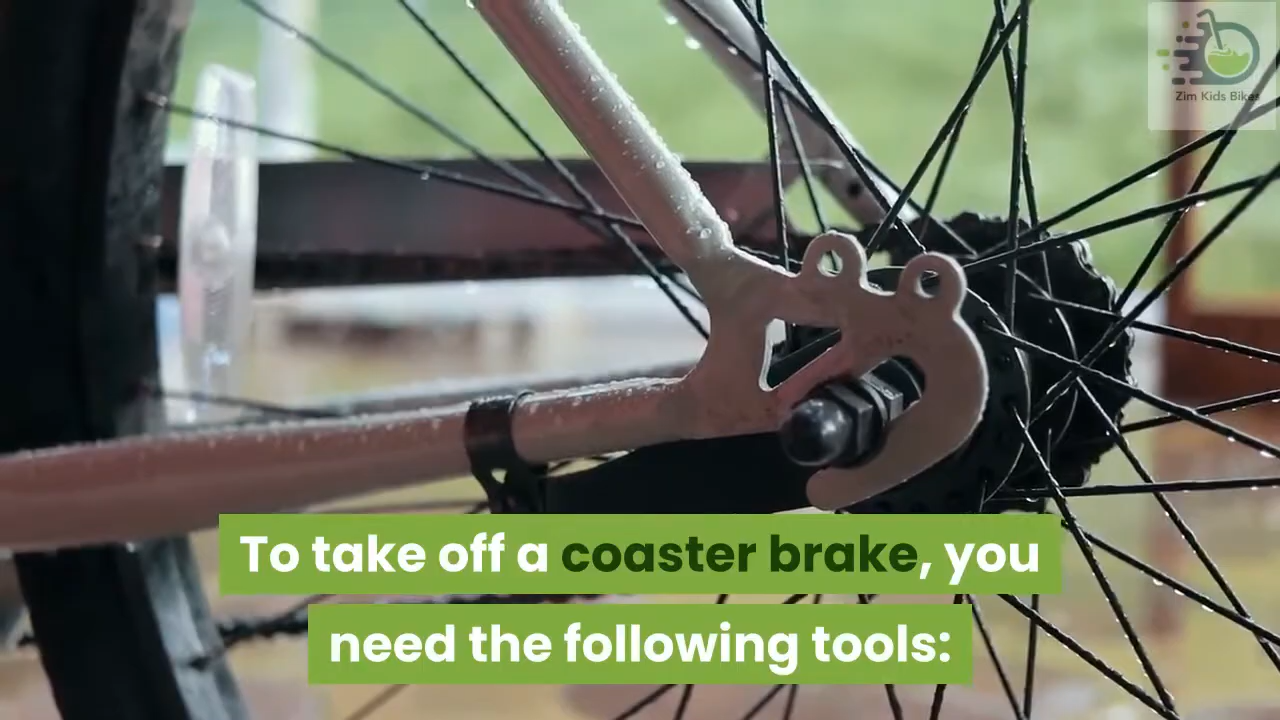 Zim Kids Bikes
To take off a coaster brake, you
need the following tools: